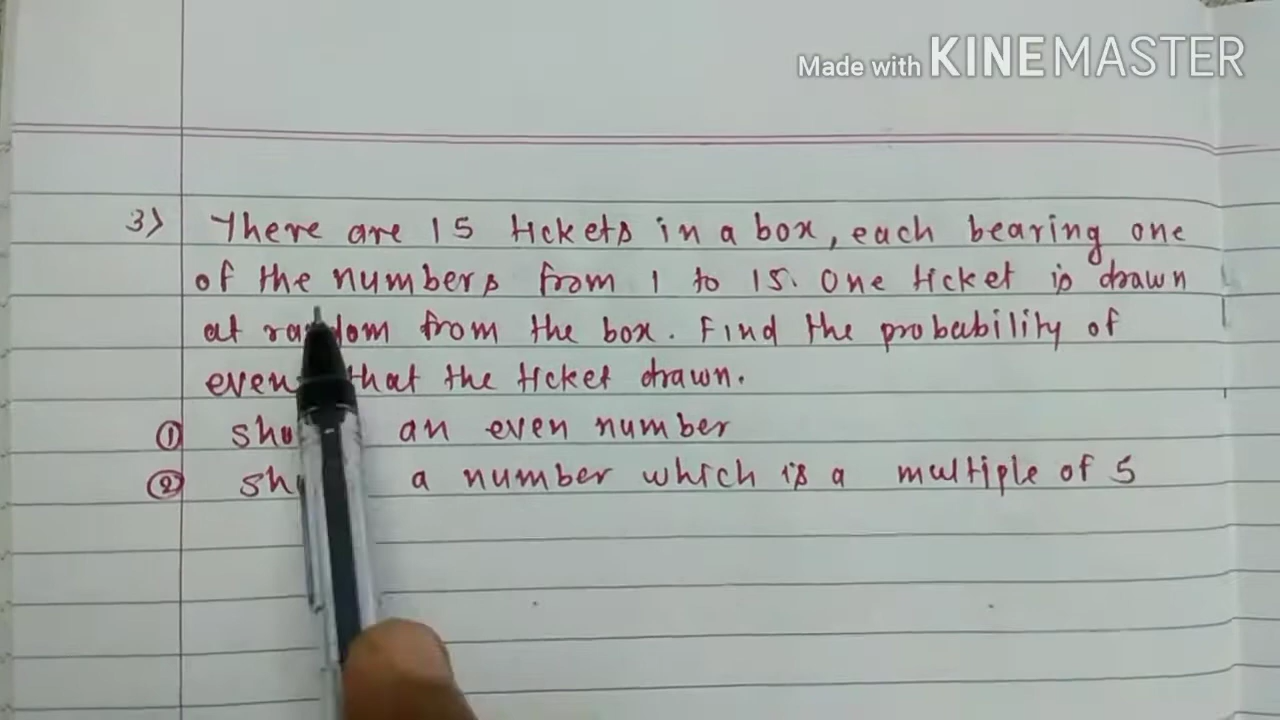 Made with KINEMASTER
3) There are 15 tickets in a box, each bearing one
of the numbers from 1 to 15. One ticket is drawn
at random from the box. Find the probability of
even that the ticket drawn.
① an even number
② a number which is a multiple of 5